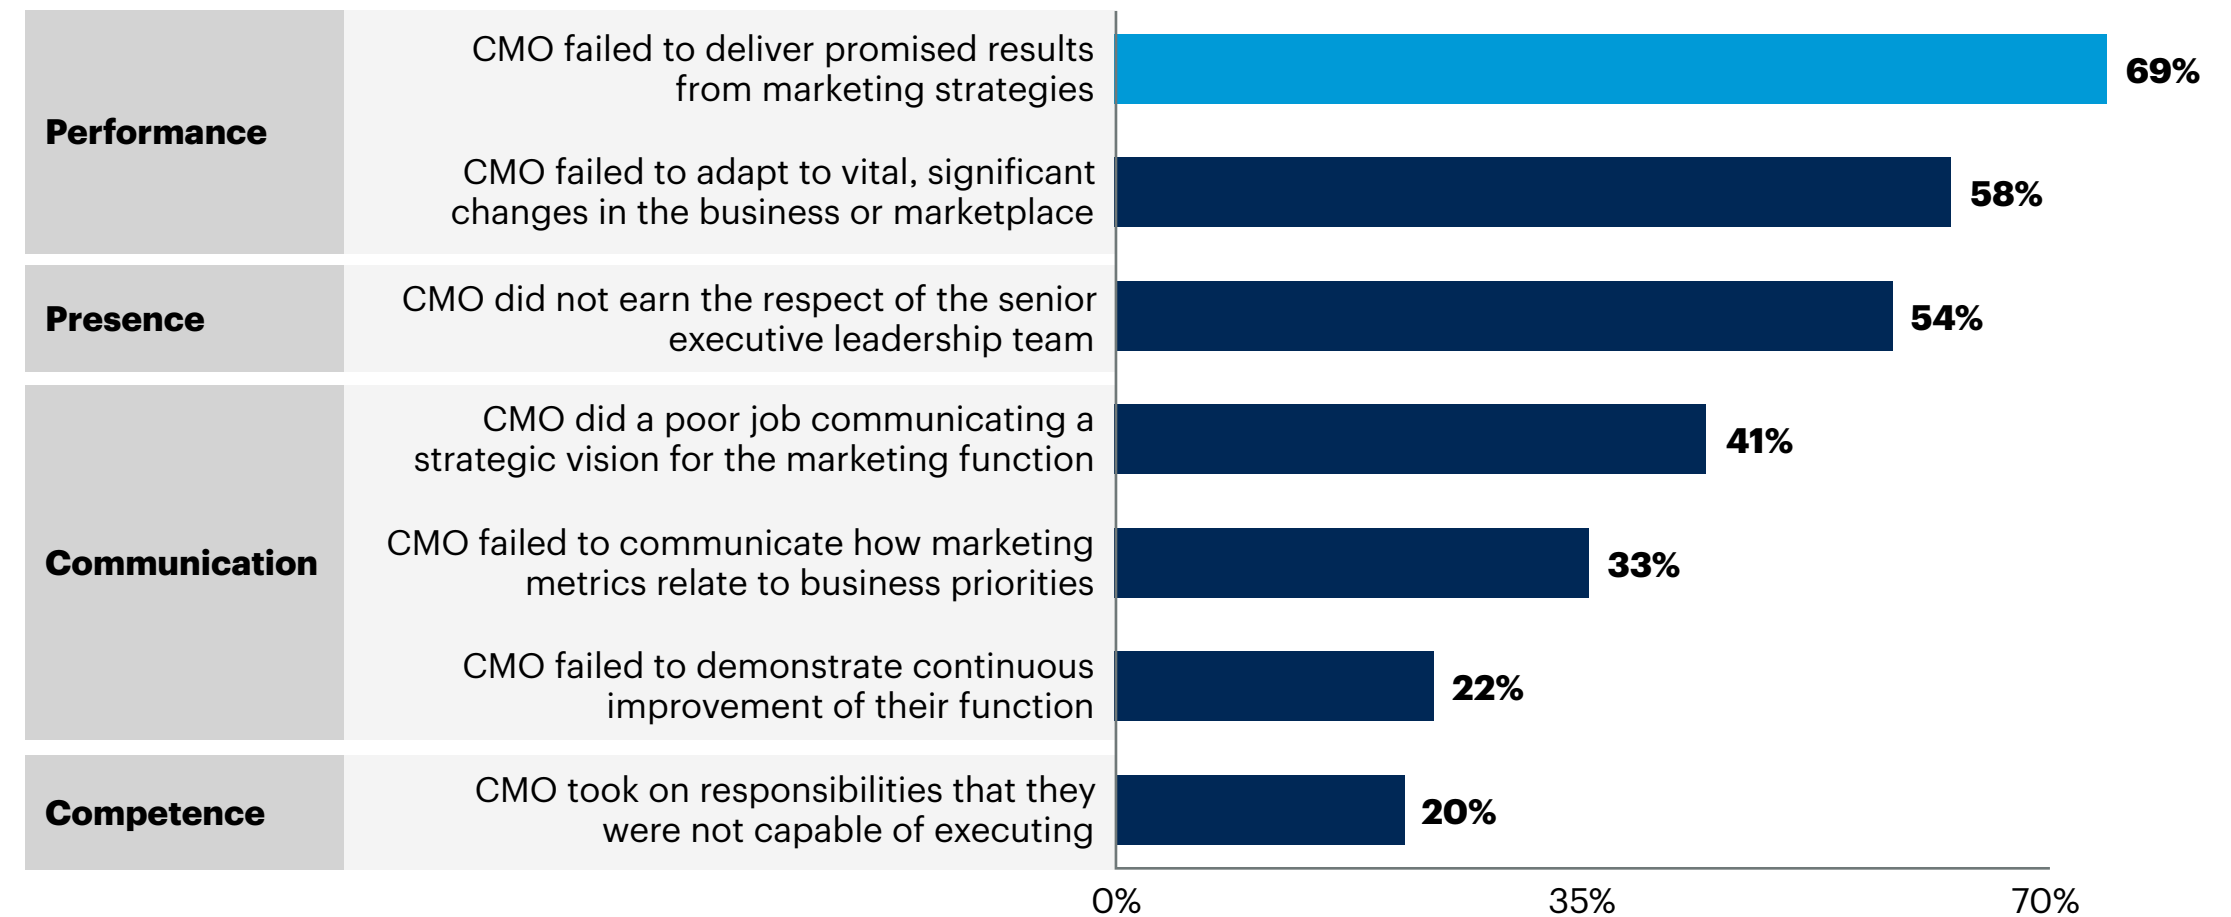 Performance
CMO failed to deliver promised results
from marketing strategies
69%
CMO failed to adapt to vital, significant
changes in the business or marketplace
58%
Presence
CMO did not earn the respect of the senior
executive leadership team
54%
Communication
CMO did a poor job communicating a
strategic vision for the marketing function
41%
CMO failed to communicate how marketing
metrics relate to business priorities
33%
CMO failed to demonstrate continuous
improvement of their function
22%
Competence
CMO took on responsibilities that they
were not capable of executing
20%
0% 35% 70%